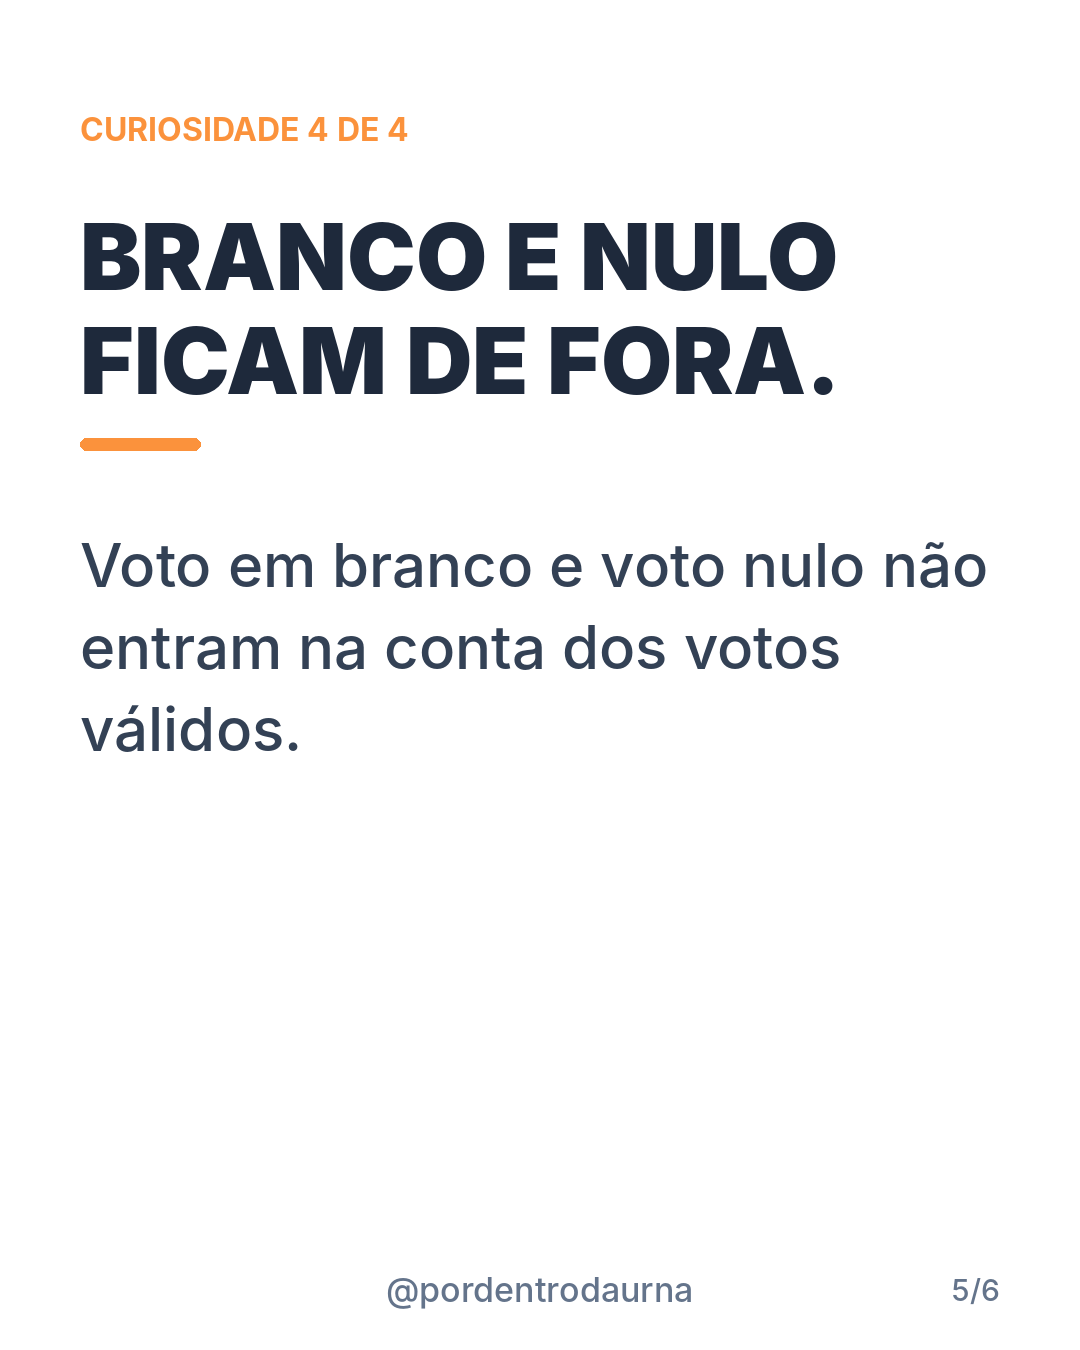 CURIOSIDADE 4 DE 4
BRANCO E NULO
FICAM DE FORA.
Voto em branco e voto nulo não
entram na conta dos votos
válidos.
@pordentrodaurna
5/6